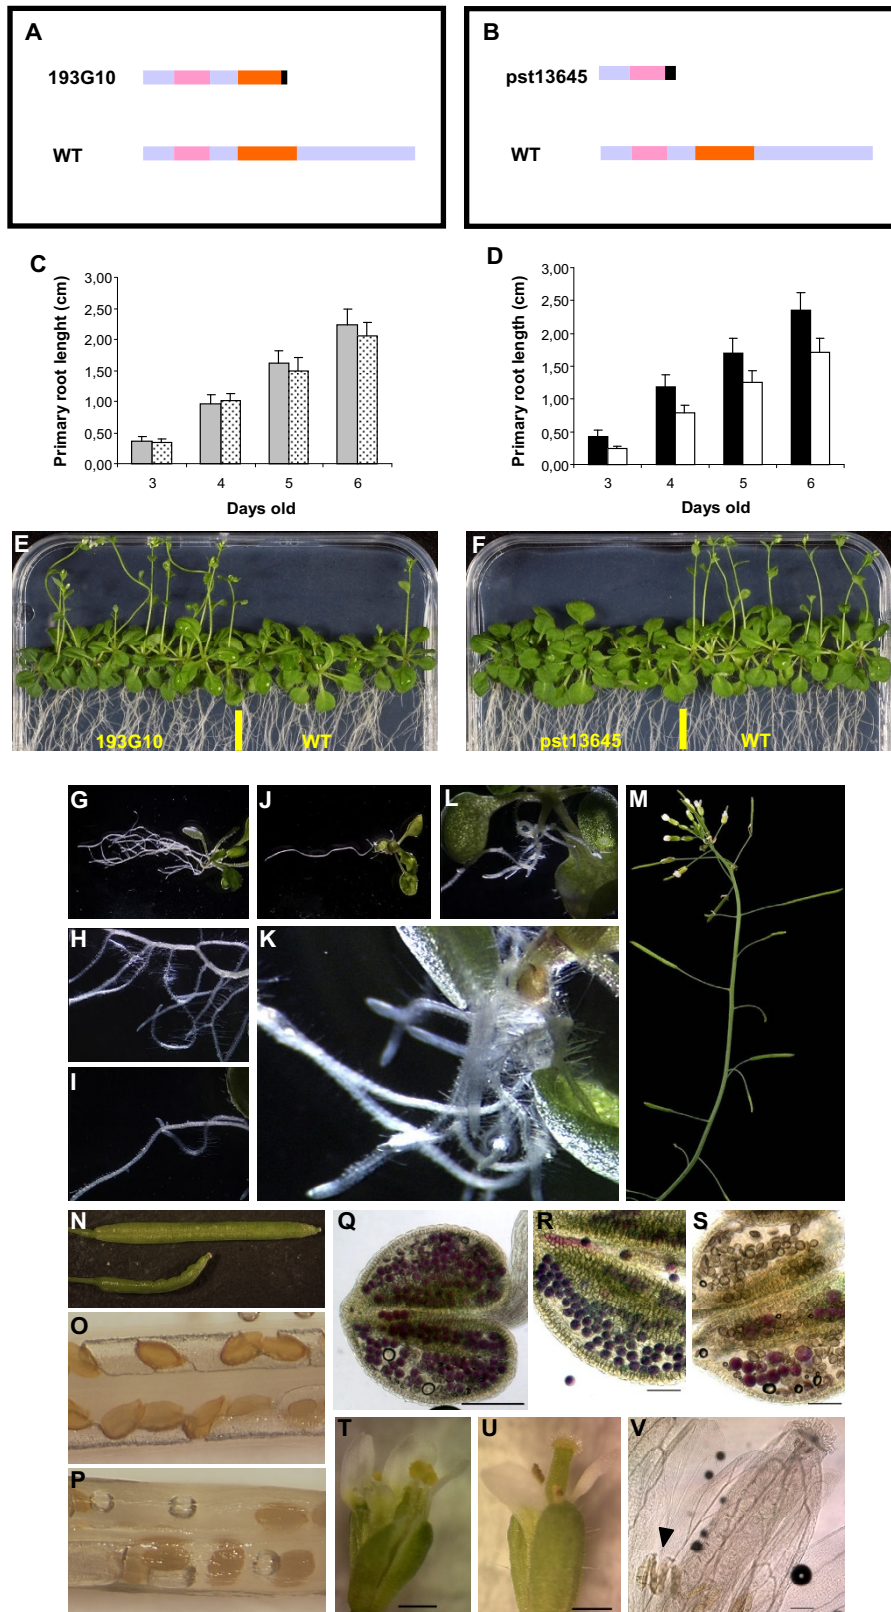 A
193G10
WT
B
pst13645
WT
C
Primary root lenght (cm)
3,00
2,50
2,00
1,50
1,00
0,50
0,00
3 4 5 6
Days old
D
Primary root length (cm)
3,00
2,50
2,00
1,50
1,00
0,50
0,00
3 4 5 6
Days old
E
193G10 WT
F
pst13645 WT
G
J
L
M
H
K
I
N
Q
R
S
O
T
U
V
P